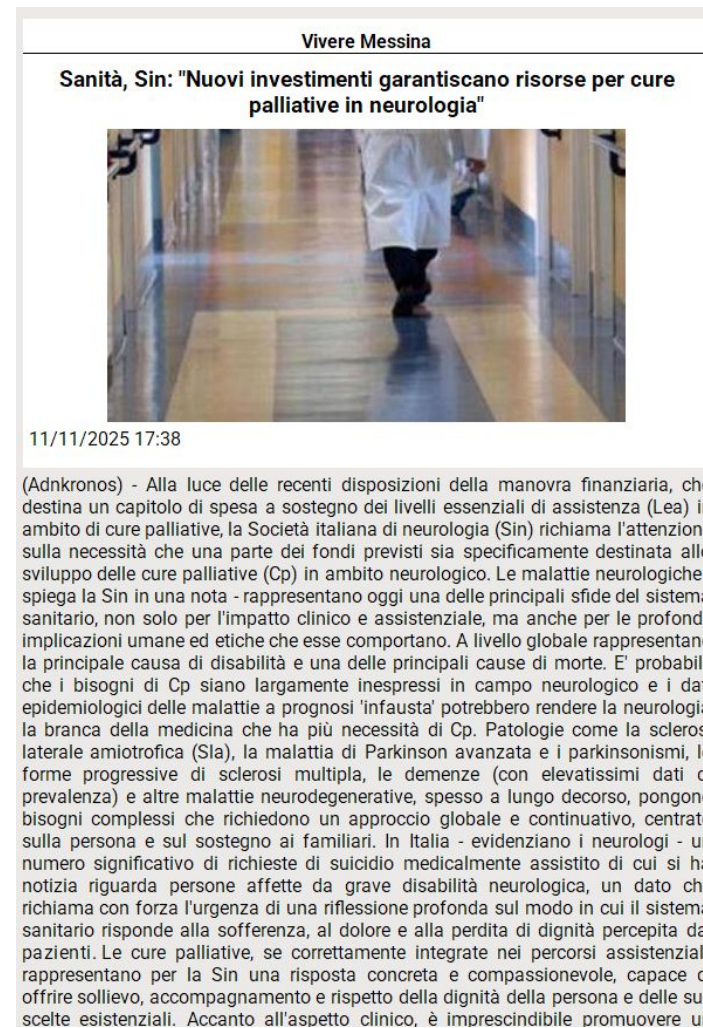 Vivere Messina
Sanità, Sin: "Nuovi investimenti garantiscano risorse per cure
palliative in neurologia"
11/11/2025 17:38
(Adnkronos) - Alla luce delle recenti disposizioni della manovra finanziaria, che
destina un capitolo di spesa a sostegno dei livelli essenziali di assistenza (Lea) i
ambito di cure palliative, la Società italiana di neurologia (Sin) richiama l'attenzion
sulla necessità che una parte dei fondi previsti sia specificamente destinata allo
sviluppo delle cure palliative (Cp) in ambito neurologico. Le malattie neurologiche
spiega la Sin in una nota - rappresentano oggi una delle principali sfide del sistema
sanitario, non solo per l'impatto clinico e assistenziale, ma anche per le profond
implicazioni umane ed etiche che esse comportano. A livello globale rappresentano
la principale causa di disabilità e una delle principali cause di morte. E' probabil
che i bisogni di Cp siano largamente inespressi in campo neurologico e i dat
epidemiologici delle malattie a prognosi 'infausta' potrebbero rendere la neurologia
la branca della medicina che ha più necessità di Cp. Patologie come la scleros
laterale amiotrofica (Sla), la malattia di Parkinson avanzata e i parkinsonismi, le
forme progressive di sclerosi multipla, le demenze (con elevatissimi dati d
prevalenza) e altre malattie neurodegenerative, spesso a lungo decorso, pongono
bisogni complessi che richiedono un approccio globale e continuativo, centrato
sulla persona e sul sostegno ai familiari. In Italia - evidenziano i neurologi - un
numero significativo di richieste di suicidio medicalmente assistito di cui si ha
notizia riguarda persone affette da grave disabilità neurologica, un dato che
richiama con forza l'urgenza di una riflessione profonda sul modo in cui il sistema
sanitario risponde alla sofferenza, al dolore e alla perdita di dignità percepita da
pazienti. Le cure palliative, se correttamente integrate nei percorsi assistenzial
rappresentano per la Sin una risposta concreta e compassionevole, capace d
offrire sollievo, accompagnamento e rispetto della dignità della persona e delle su
scelte esistenziali. Accanto all'aspetto clinico, è imprescindibile promuovere u